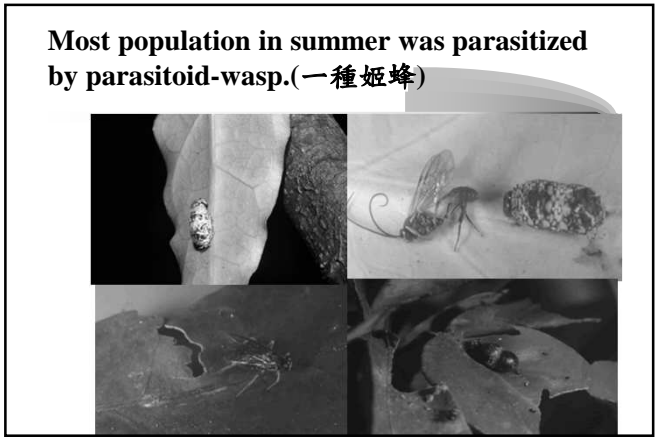 Most population in summer was parasitized
by parasitoid-wasp.(一種姬蜂)